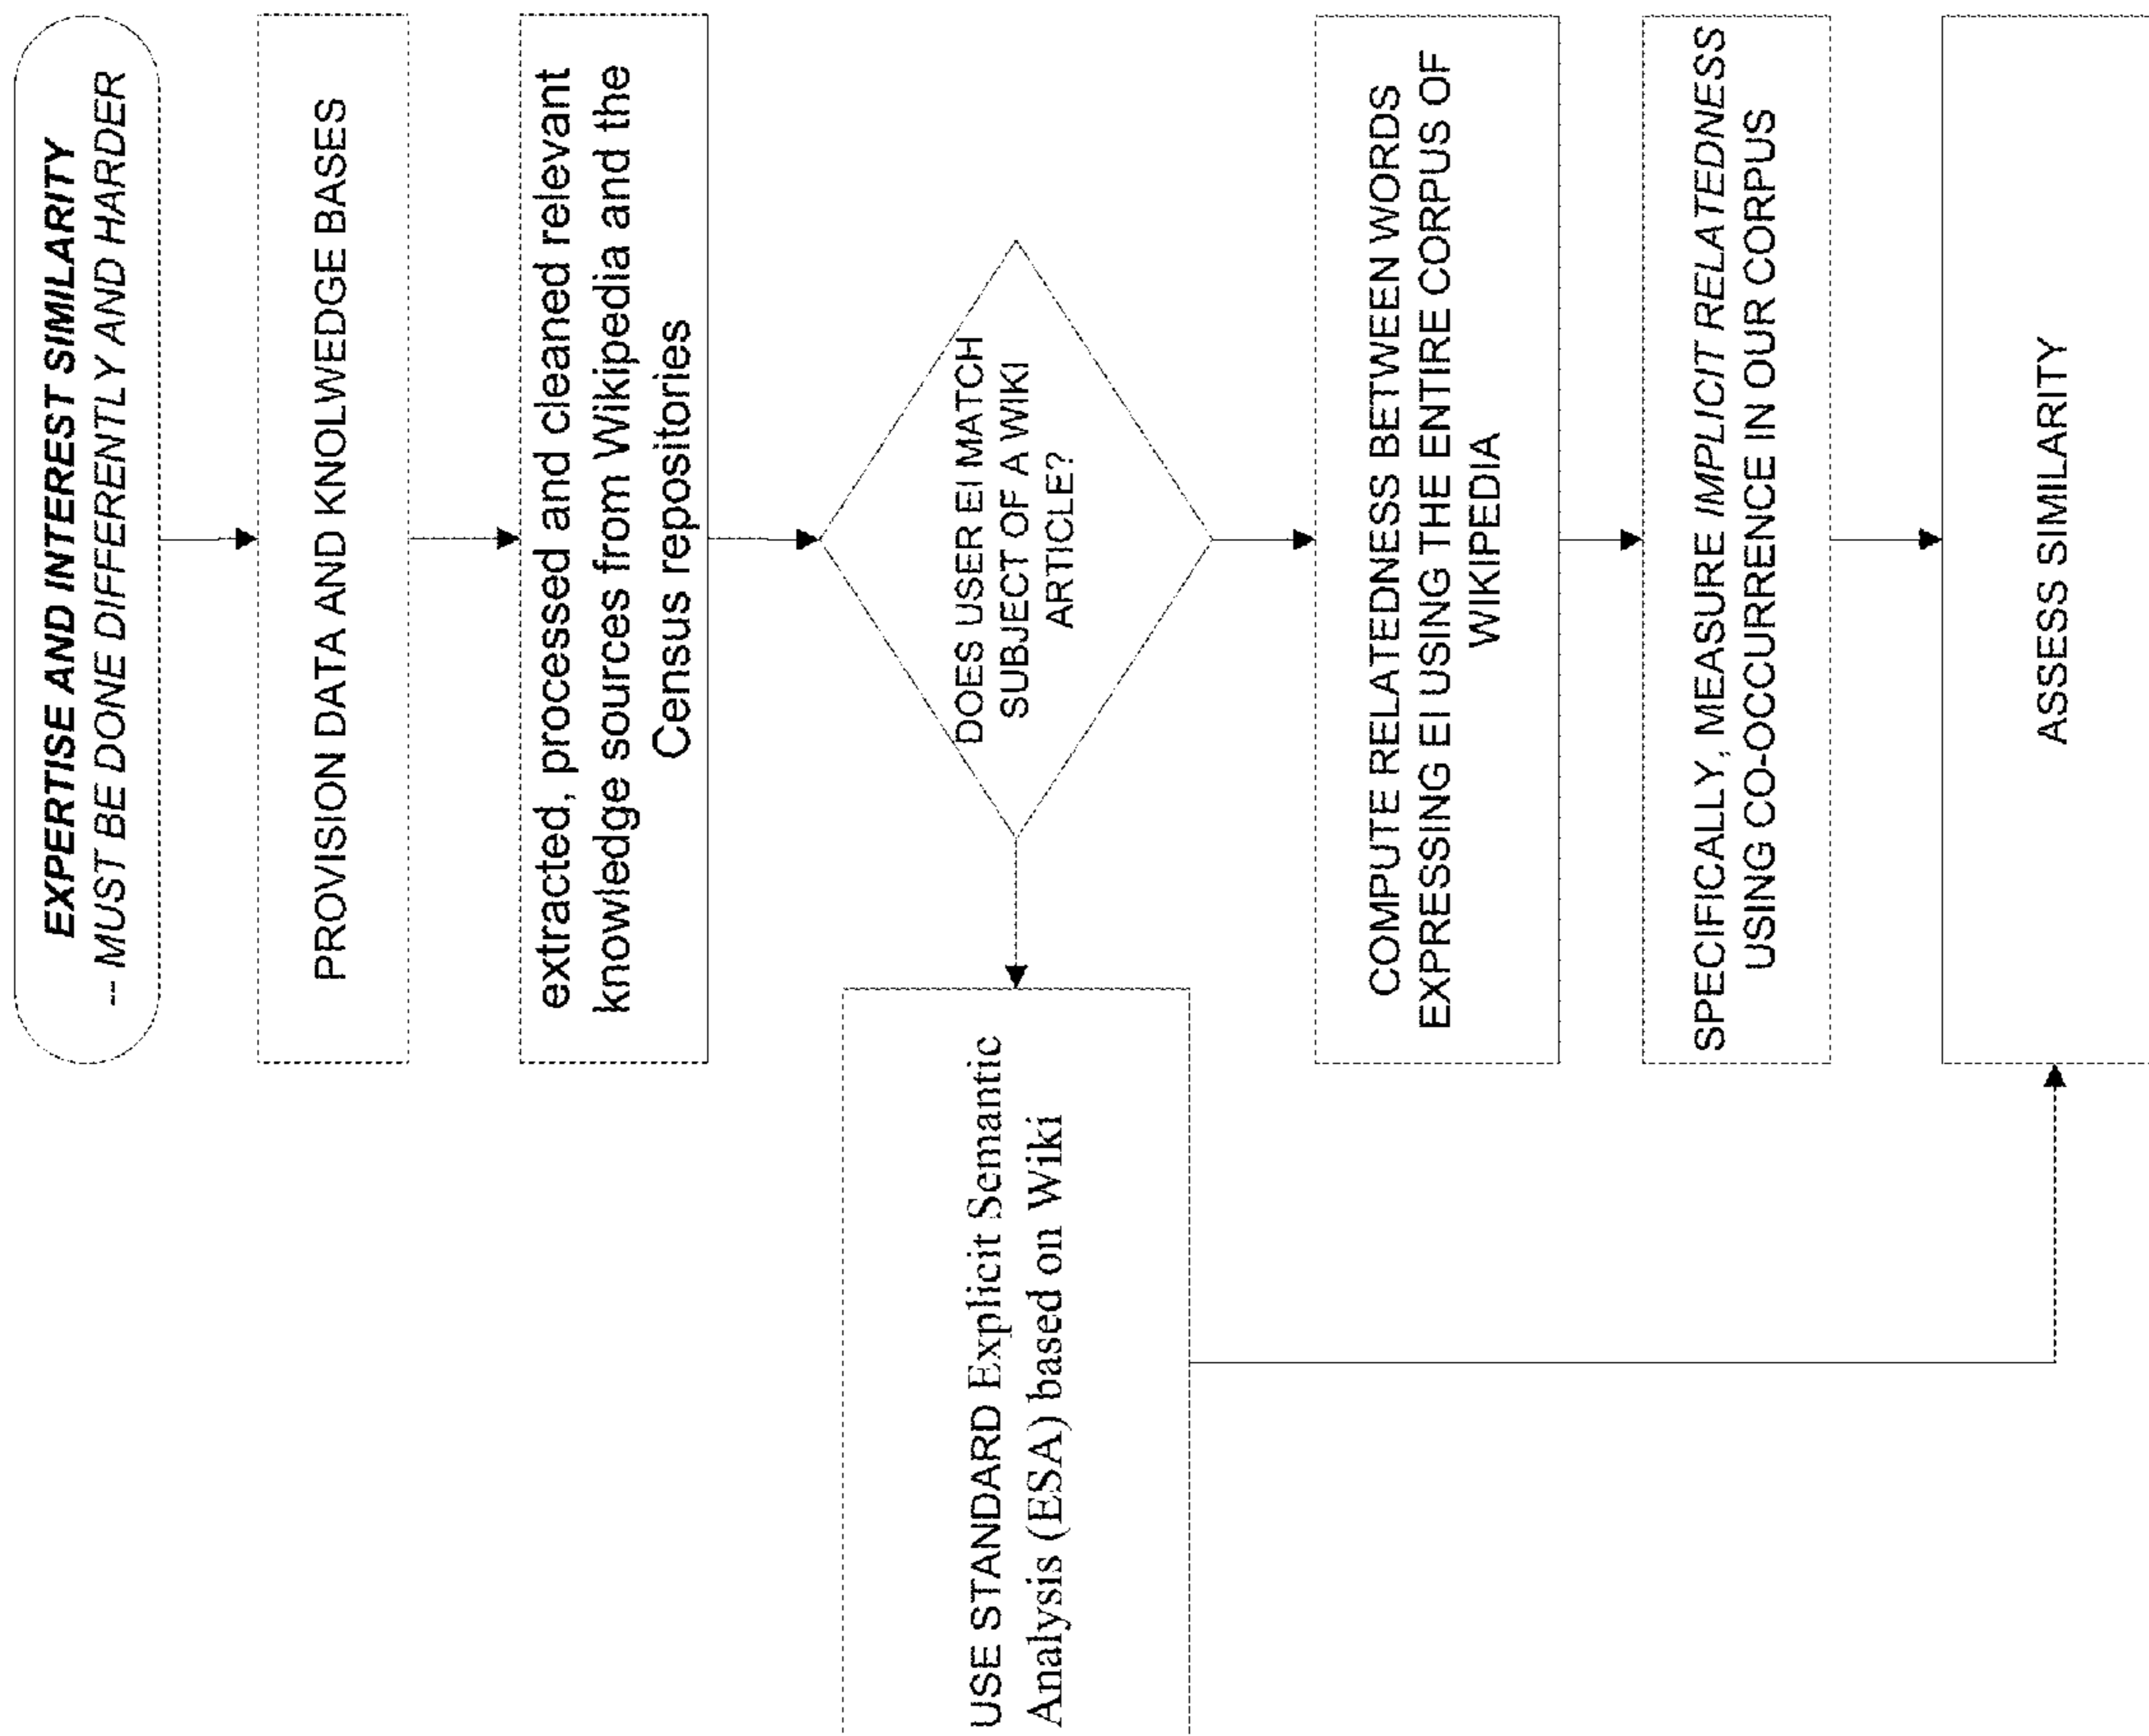 EXPERTISE AND INTEREST SIMILARITY
-- MUST BE DONE DIFFERENTLY AND HARDER
PROVISION DATA AND KNOLWEDGE BASES
extracted, processed and cleaned relevant
knowledge sources from Wikipedia and the
Census repositories
DOES USER EI MATCH
SUBJECT OF A WIKI
ARTICLE?
USE STANDARD Explicit Semantic
Analysis (ESA) based on Wiki
COMPUTE RELATEDNESS BETWEEN WORDS
EXPRESSING EI USING THE ENTIRE CORPUS OF
WIKIPEDIA
SPECIFICALLY, MEASURE IMPLICIT RELATEDNESS
USING CO-OCCURRENCE IN OUR CORPUS
ASSESS SIMILARITY